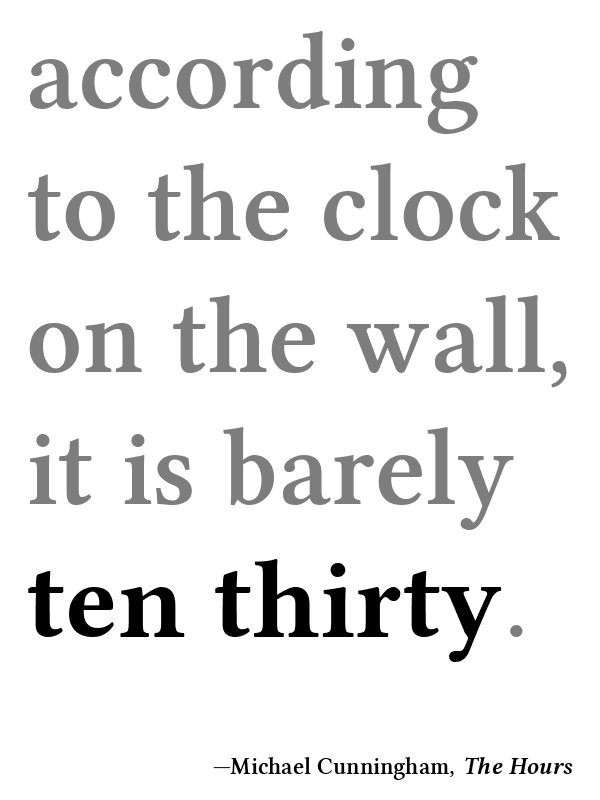 according
to the clock
on the wall,
it is barely
ten thirty.
—Michael Cunningham, The Hours